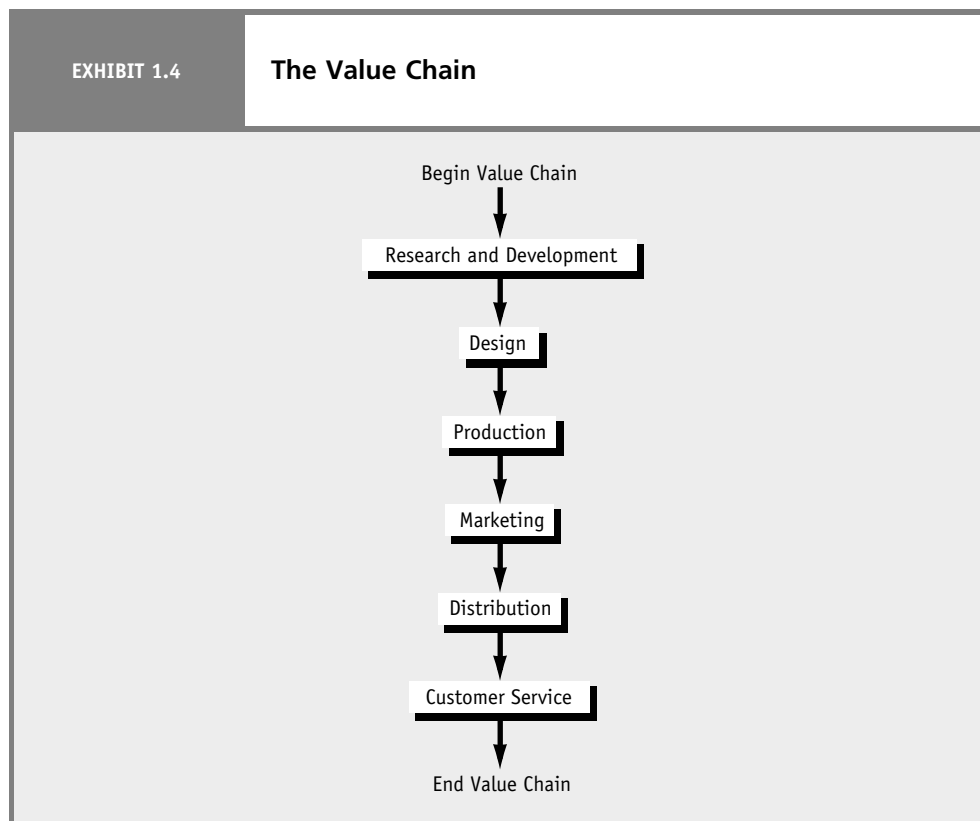 EXHIBIT 1.4
The Value Chain
Begin Value Chain
Research and Development
Design
Production
Marketing
Distribution
Customer Service
End Value Chain